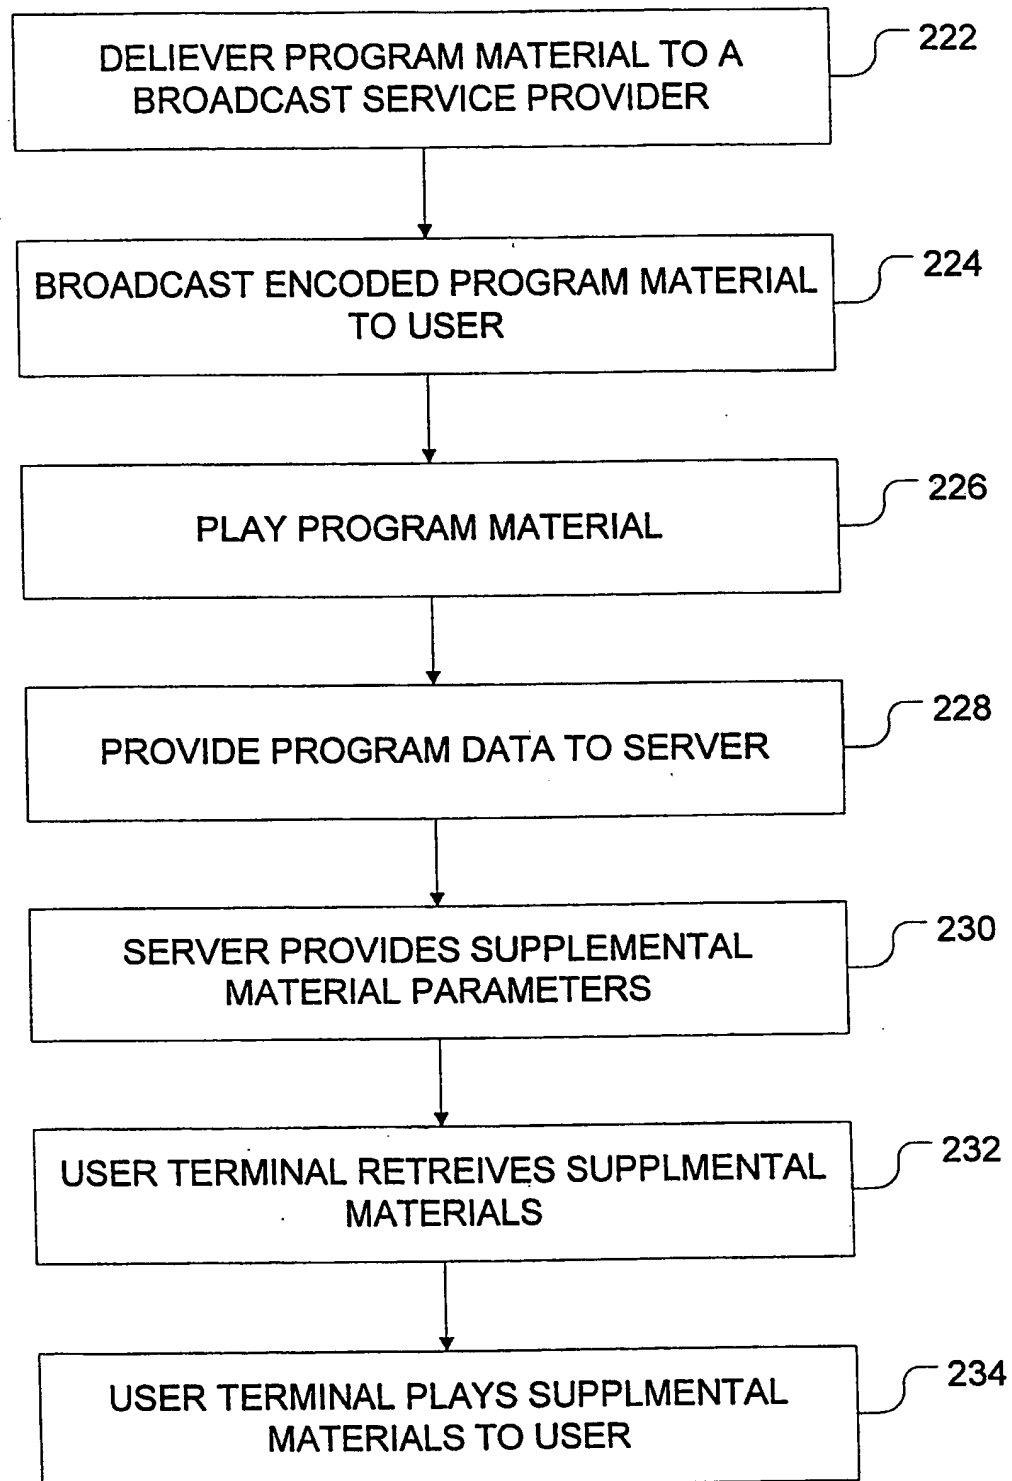 DELIEVER PROGRAM MATERIAL TO A
BROADCAST SERVICE PROVIDER
222
BROADCAST ENCODED PROGRAM MATERIAL
TO USER
224
PLAY PROGRAM MATERIAL
226
PROVIDE PROGRAM DATA TO SERVER
228
SERVER PROVIDES SUPPLEMENTAL
MATERIAL PARAMETERS
230
USER TERMINAL RETREIVES SUPPLMENTAL
MATERIALS
232
USER TERMINAL PLAYS SUPPLMENTAL
MATERIALS TO USER
234